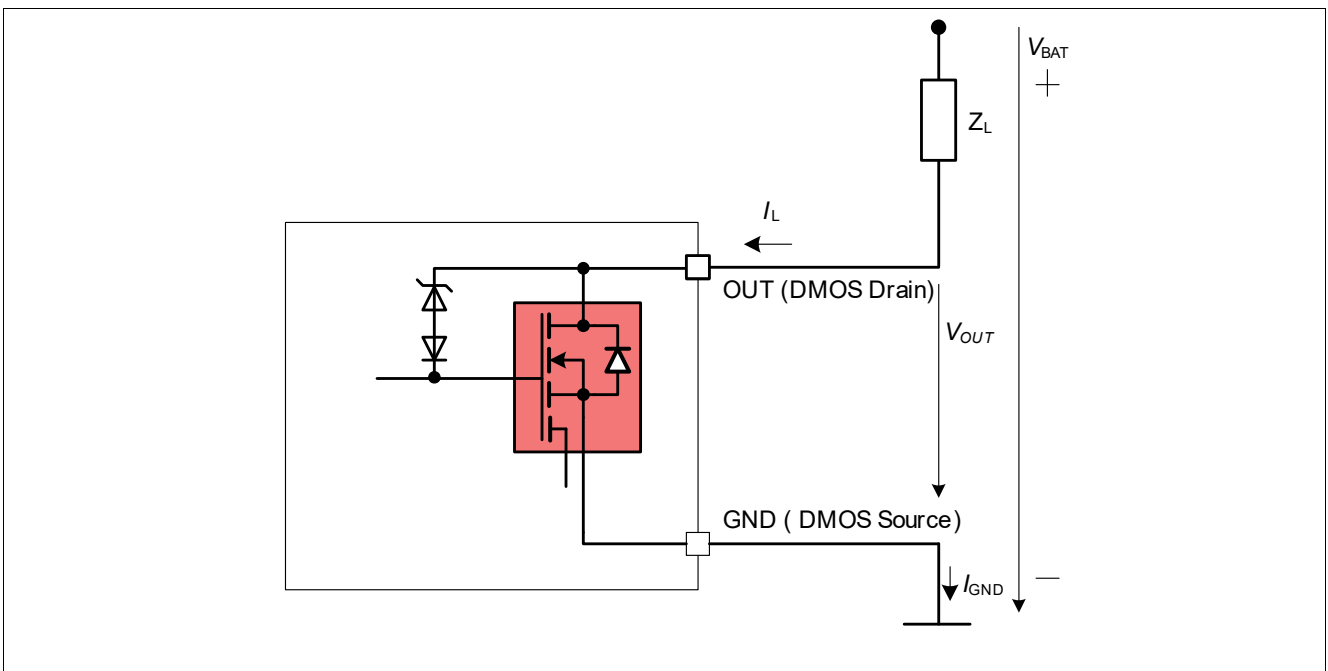 VBAT
+
ZL
IL
OUT (DMOS Drain)
VOUT
GND ( DMOS Source)
IGND
—